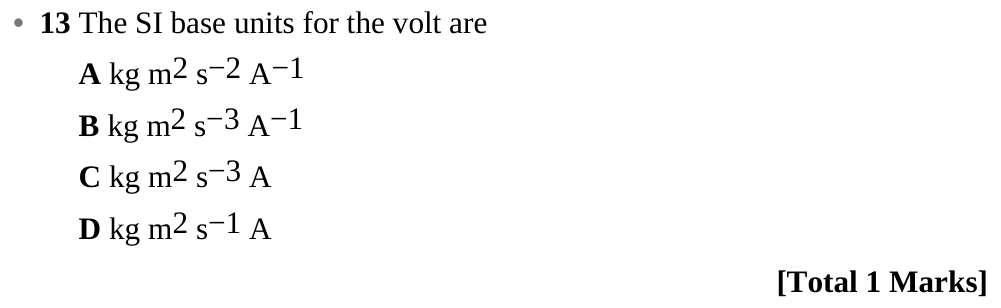 • 13 The SI base units for the volt are
A kg m2 s−2 A−1
B kg m2 s−3 A−1
C kg m2 s−3 A
D kg m2 s−1 A
[Total 1 Marks]